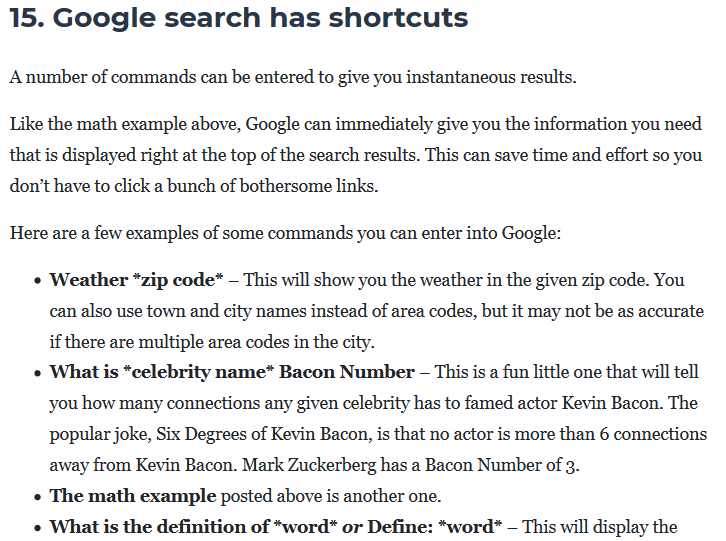 15. Google search has shortcuts
A number of commands can be entered to give you instantaneous results.
Like the math example above, Google can immediately give you the information you need
that is displayed right at the top of the search results. This can save time and effort so you
don’t have to click a bunch of bothersome links.
Here are a few examples of some commands you can enter into Google:
• Weather *zip code* – This will show you the weather in the given zip code. You
can also use town and city names instead of area codes, but it may not be as accurate
if there are multiple area codes in the city.
• What is *celebrity name* Bacon Number – This is a fun little one that will tell
you how many connections any given celebrity has to famed actor Kevin Bacon. The
popular joke, Six Degrees of Kevin Bacon, is that no actor is more than 6 connections
away from Kevin Bacon. Mark Zuckerberg has a Bacon Number of 3.
• The math example posted above is another one.
• What is the definition of *word* or Define: *word* – This will display the